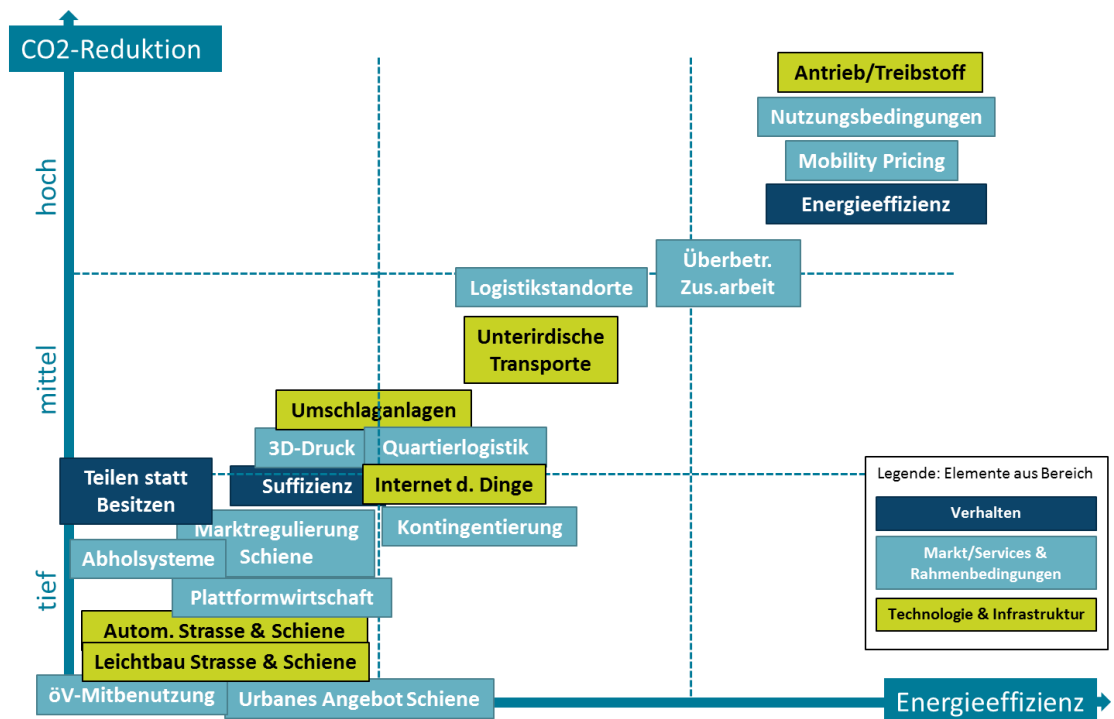 CO2-Reduktion
Antrieb/Treibstoff
Nutzungsbedingungen
Mobility Pricing
Energieeffizienz
hoch
Überbetr.
Zus.arbeit
Logistikstandorte
Unterirdische
Transporte
mittel
Umschlaganlagen
3D-Druck
Quartierlogistik
Teilen statt
Besitzen
Suffizienz
Internet d. Dinge
Marktregulierung
Schiene
Kontingentierung
Abholsysteme
tief
Plattformwirtschaft
Autom. Strasse & Schiene
Leichtbau Strasse & Schiene
öV-Mitbenutzung
Urbanes Angebot Schiene
Energieeffizienz
Legende: Elemente aus Bereich
Verhalten
Markt/Services &
Rahmenbedingungen
Technologie & Infrastruktur